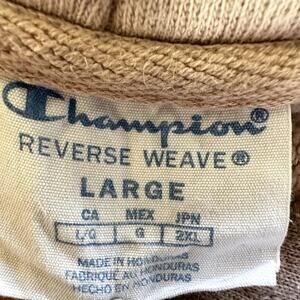 Champion®
REVERSE WEAVE®
LARGE
CA MEX JPN
L/G G 2XL
MADE IN HONDURAS
FABRIQUÉ AU HONDURAS
HECHO EN HONDURAS